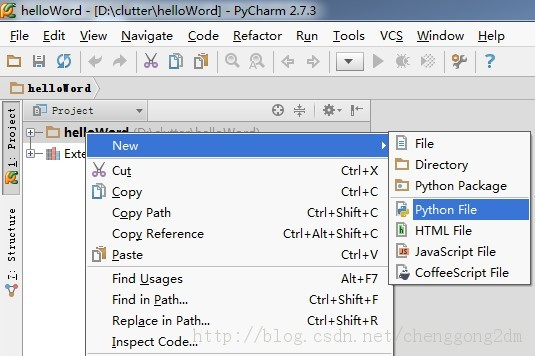 helloWord - [D:\clutter\helloWord] - PyCharm 2.7.3
File Edit View Navigate Code Refactor Run Tools VCS Window Help
helloWord
1: Project
7: Structure
Project
helloWord (D:\clutter\helloWord)
Exte
New
Cut Ctrl+X
Copy Ctrl+C
Copy Path Ctrl+Shift+C
Copy Reference Ctrl+Alt+Shift+C
Paste Ctrl+V
Find Usages Alt+F7
Find in Path... Ctrl+Shift+F
Replace in Path... Ctrl+Shift+R
Inspect Code...
File
Directory
Python Package
Python File
HTML File
JavaScript File
CoffeeScript File
http://blog.csdn.net/chenggong2dm